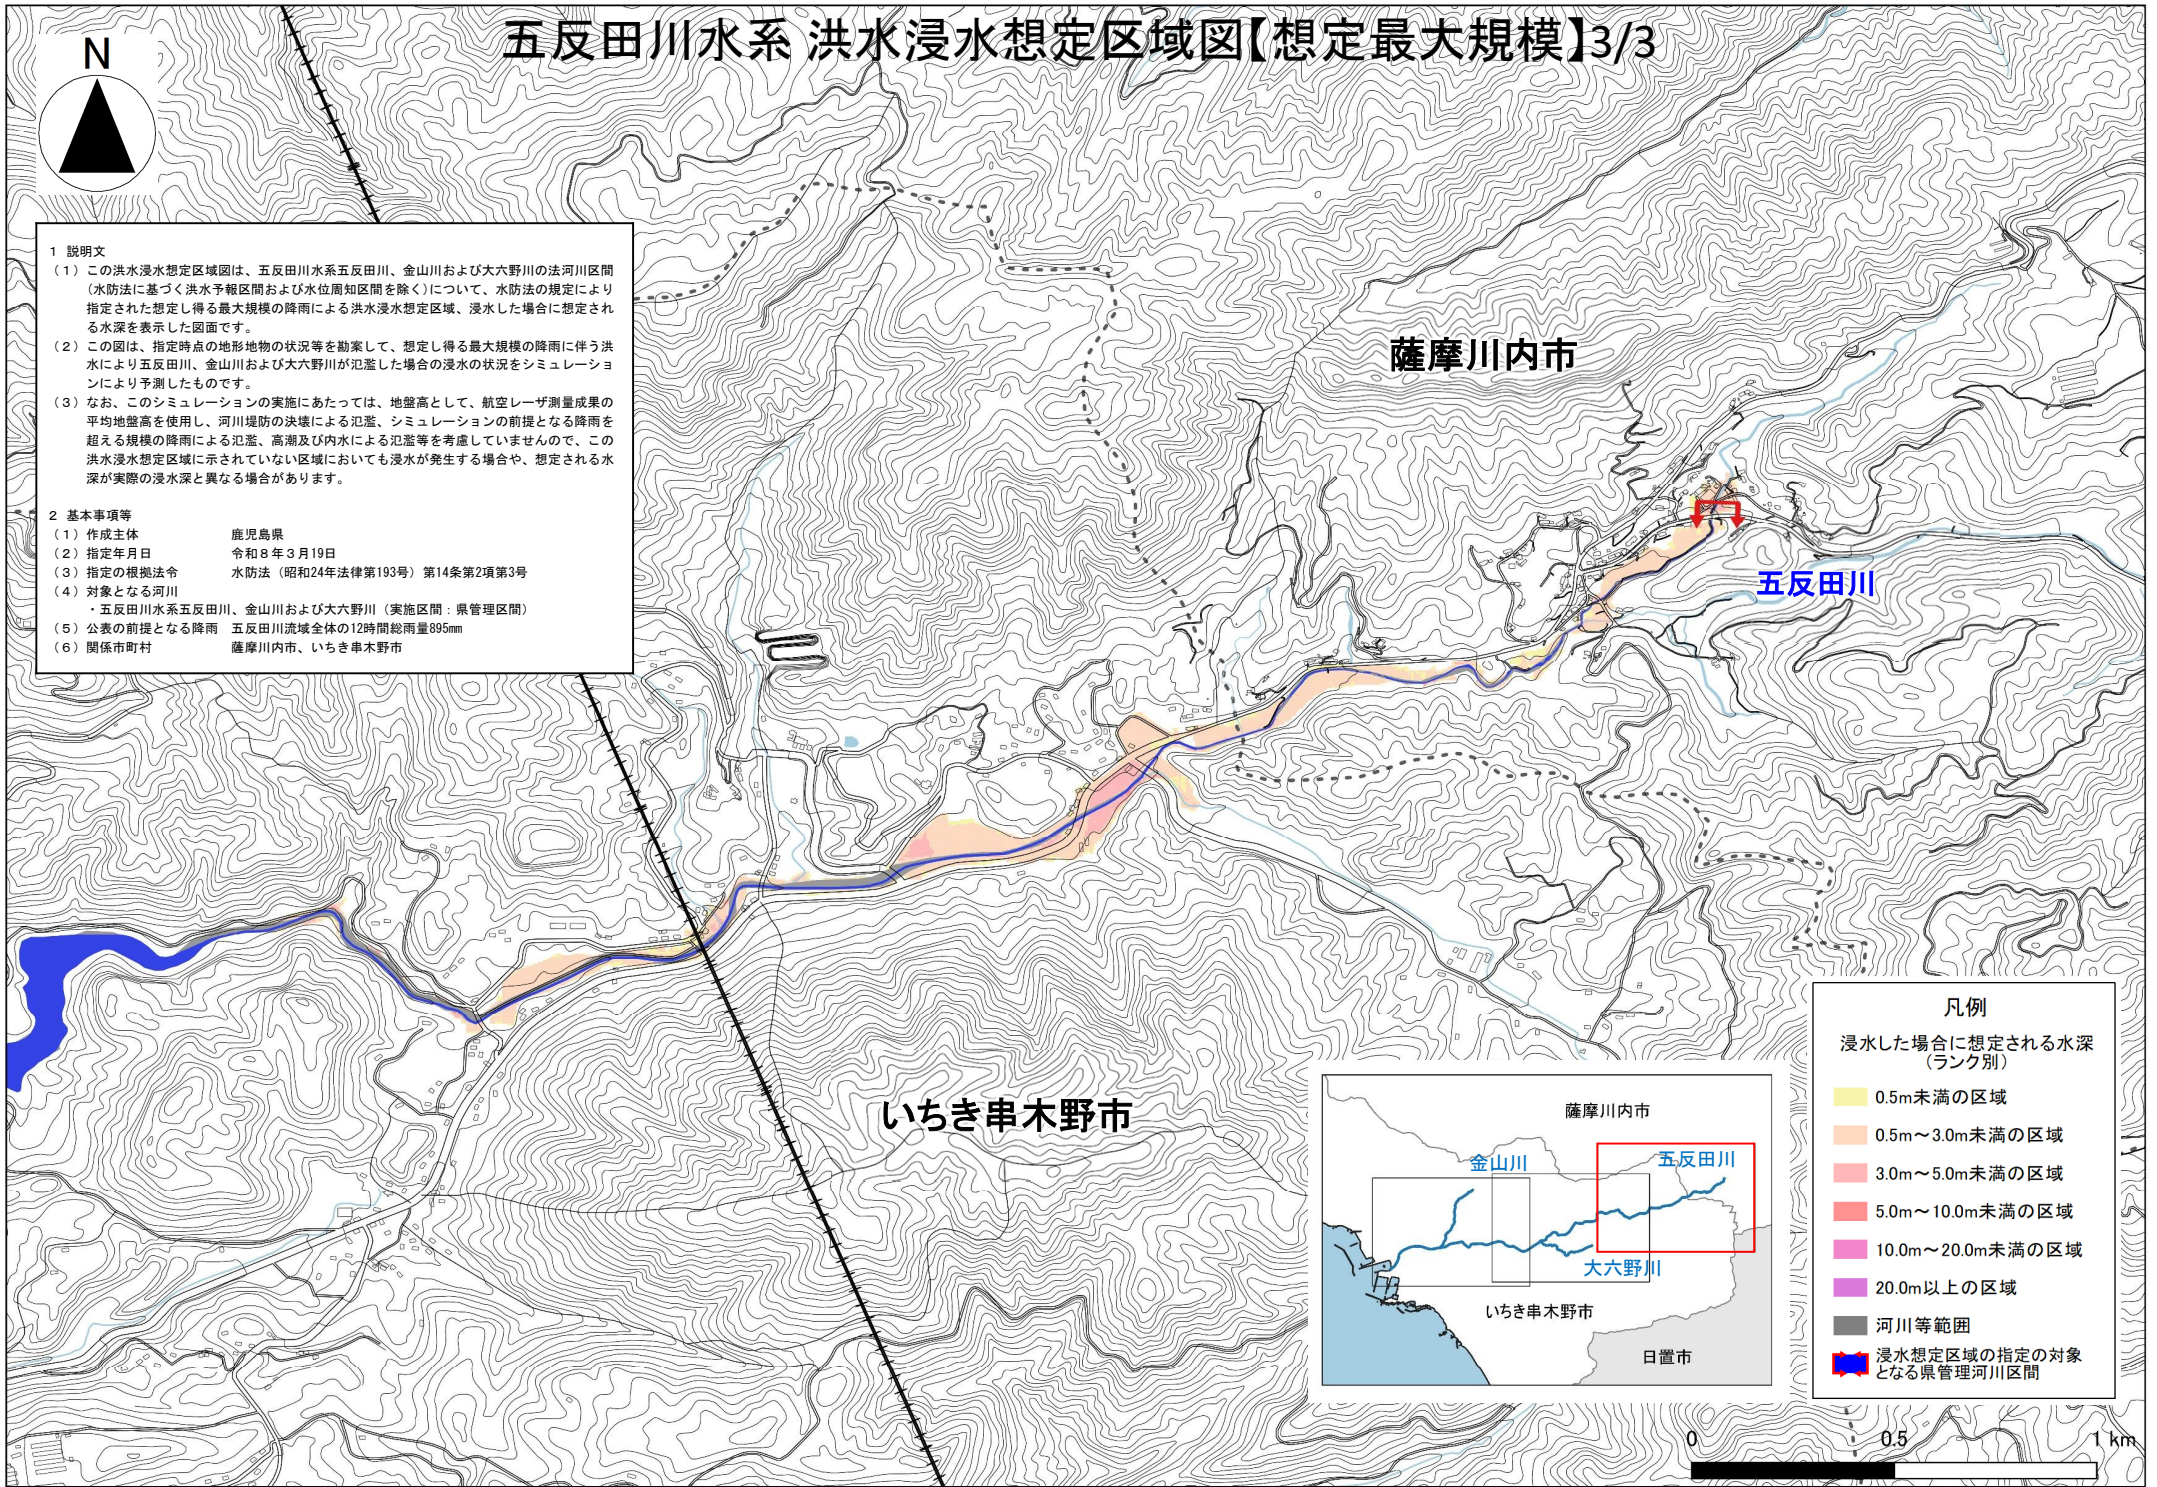 五反田川水系 洪水浸水想定区域図【想定最大規模】3/3
N
1 説明文
(1) この洪水浸水想定区域図は、五反田川水系五反田川、金山川および大六野川の法河川区間
(水防法に基づく洪水予報区間および水位周知区間を除く)について、水防法の規定により
指定された想定し得る最大規模の降雨による洪水浸水想定区域、浸水した場合に想定され
る水深を表示した図面です。
(2) この図は、指定時点の地形地物の状況等を勘案して、想定し得る最大規模の降雨に伴う洪
水により五反田川、金山川および大六野川が氾濫した場合の浸水の状況をシミュレーショ
ンにより予測したものです。
(3) なお、このシミュレーションの実施にあたっては、地盤高として、航空レーザ測量成果の
平均地盤高を使用し、河川堤防の決壊による氾濫、シミュレーションの前提となる降雨を
超える規模の降雨による氾濫、高潮及び内水による氾濫等を考慮していませんので、この
洪水浸水想定区域に示されていない区域においても浸水が発生する場合や、想定される水
深が実際の浸水深と異なる場合があります。
2 基本事項等
(1) 作成主体 鹿児島県
(2) 指定年月日 令和8年3月19日
(3) 指定の根拠法令 水防法(昭和24年法律第193号)第14条第2項第3号
(4) 対象となる河川
・五反田川水系五反田川、金山川および大六野川(実施区間:県管理区間)
(5) 公表の前提となる降雨 五反田川流域全体の12時間総雨量895mm
(6) 関係市町村 薩摩川内市、いちき串木野市
薩摩川内市
五反田川
いちき串木野市
薩摩川内市
金山川
五反田川
大六野川
いちき串木野市
日置市
凡例
浸水した場合に想定される水深
(ランク別)
0.5m未満の区域
0.5m~3.0m未満の区域
3.0m~5.0m未満の区域
5.0m~10.0m未満の区域
10.0m~20.0m未満の区域
20.0m以上の区域
河川等範囲
浸水想定区域の指定の対象
となる県管理河川区間
0 0.5 1 km